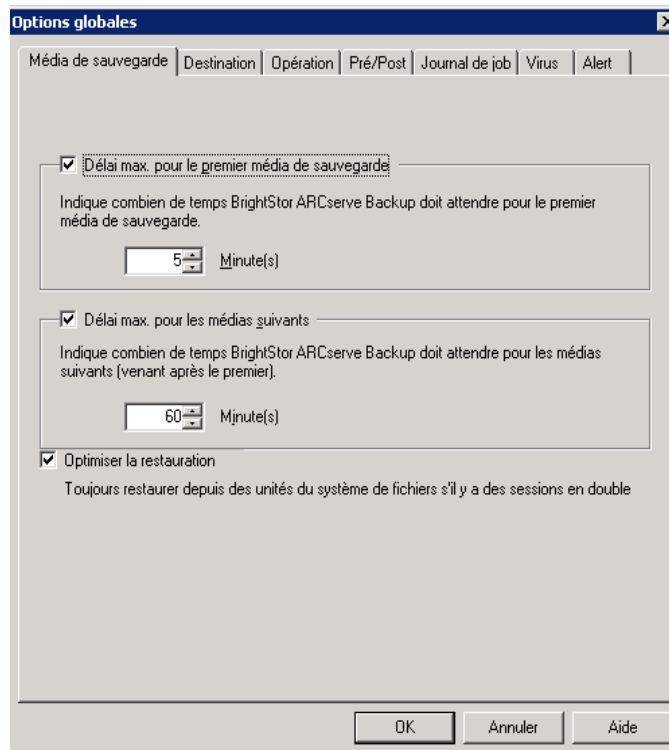 Options globales
Média de sauvegarde Destination Opération Pré/Post Journal de job Virus Alert
Délai max. pour le premier média de sauvegarde
Indique combien de temps BrightStor ARCserve Backup doit attendre pour le premier
média de sauvegarde.
5 Minute(s)
Délai max. pour les médias suivants
Indique combien de temps BrightStor ARCserve Backup doit attendre pour les médias
suivants (venant après le premier).
60 Minute(s)
Optimiser la restauration
Toujours restaurer depuis des unités du système de fichiers s'il y a des sessions en double
OK Annuler Aide